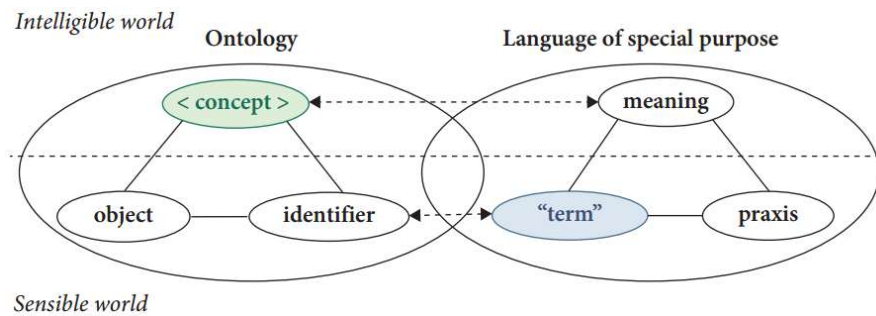 Intelligible world
Ontology
Language of special purpose
< concept >
meaning
object
identifier
“term”
praxis
Sensible world